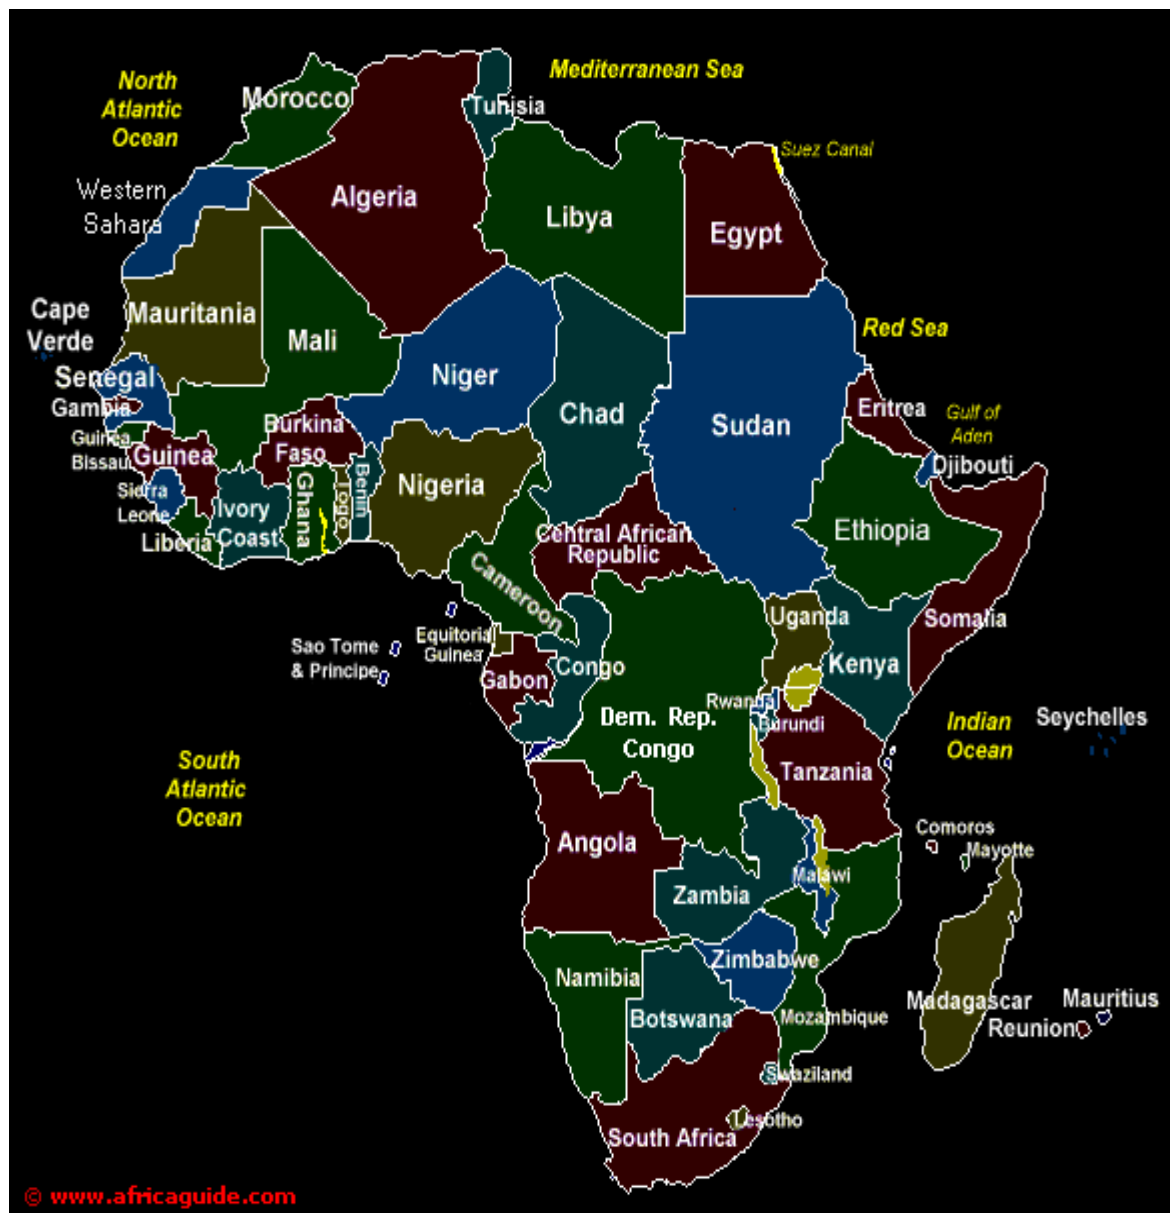 Mediterranean Sea
North
Atlantic
Ocean
Morocco
Tunisia
Suez Canal
Western
Sahara
Algeria
Libya
Egypt
Cape
Verde
Mauritania
Mali
Niger
Chad
Sudan
Red Sea
Senegal
Gambia
Guinea
Bissau
Guinea
Burkina
Faso
Eritrea
Gulf of
Aden
Djibouti
Sierra
Leone
Liberia
Ivory
Coast
Ghana
Togo
Benin
Nigeria
Cameroon
Central African
Republic
Ethiopia
Somalia
Uganda
Kenya
Equitorial
Guinea
Sao Tome
& Principe
Gabon
Congo
Dem. Rep.
Congo
Rwanda
Burundi
Tanzania
Indian
Ocean
Seychelles
South
Atlantic
Ocean
Angola
Zambia
Malawi
Comoros
Mayotte
Namibia
Zimbabwe
Botswana
Mozambique
Madagascar
Mauritius
Reunion
Swaziland
Lesotho
South Africa
© www.africaguide.com